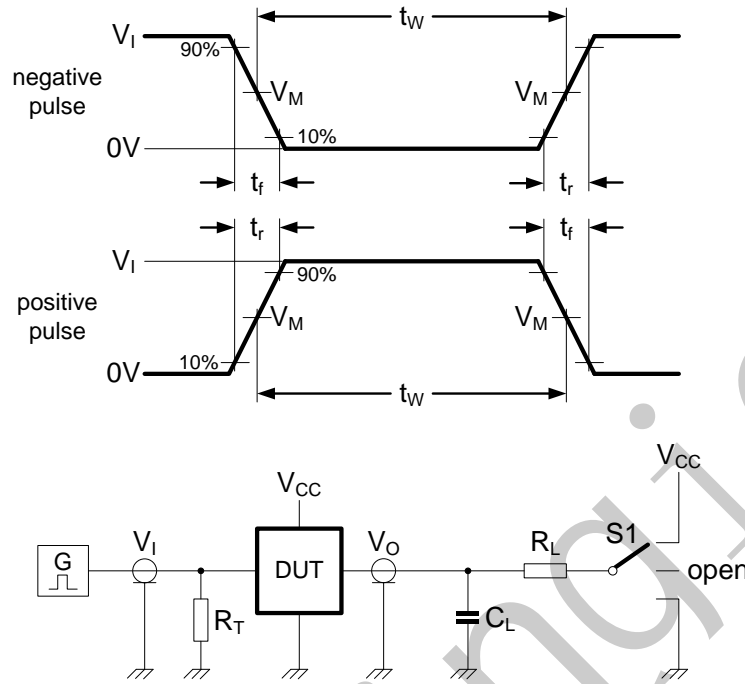 V_I
90%
t_W
negative
pulse
V_M
V_M
0V
10%
t_f
t_r
t_r
t_f
V_I
90%
positive
pulse
V_M
V_M
10%
0V
t_W
V_CC
V_CC
G
V_I
DUT
V_O
R_L
S1
open
R_T
C_L